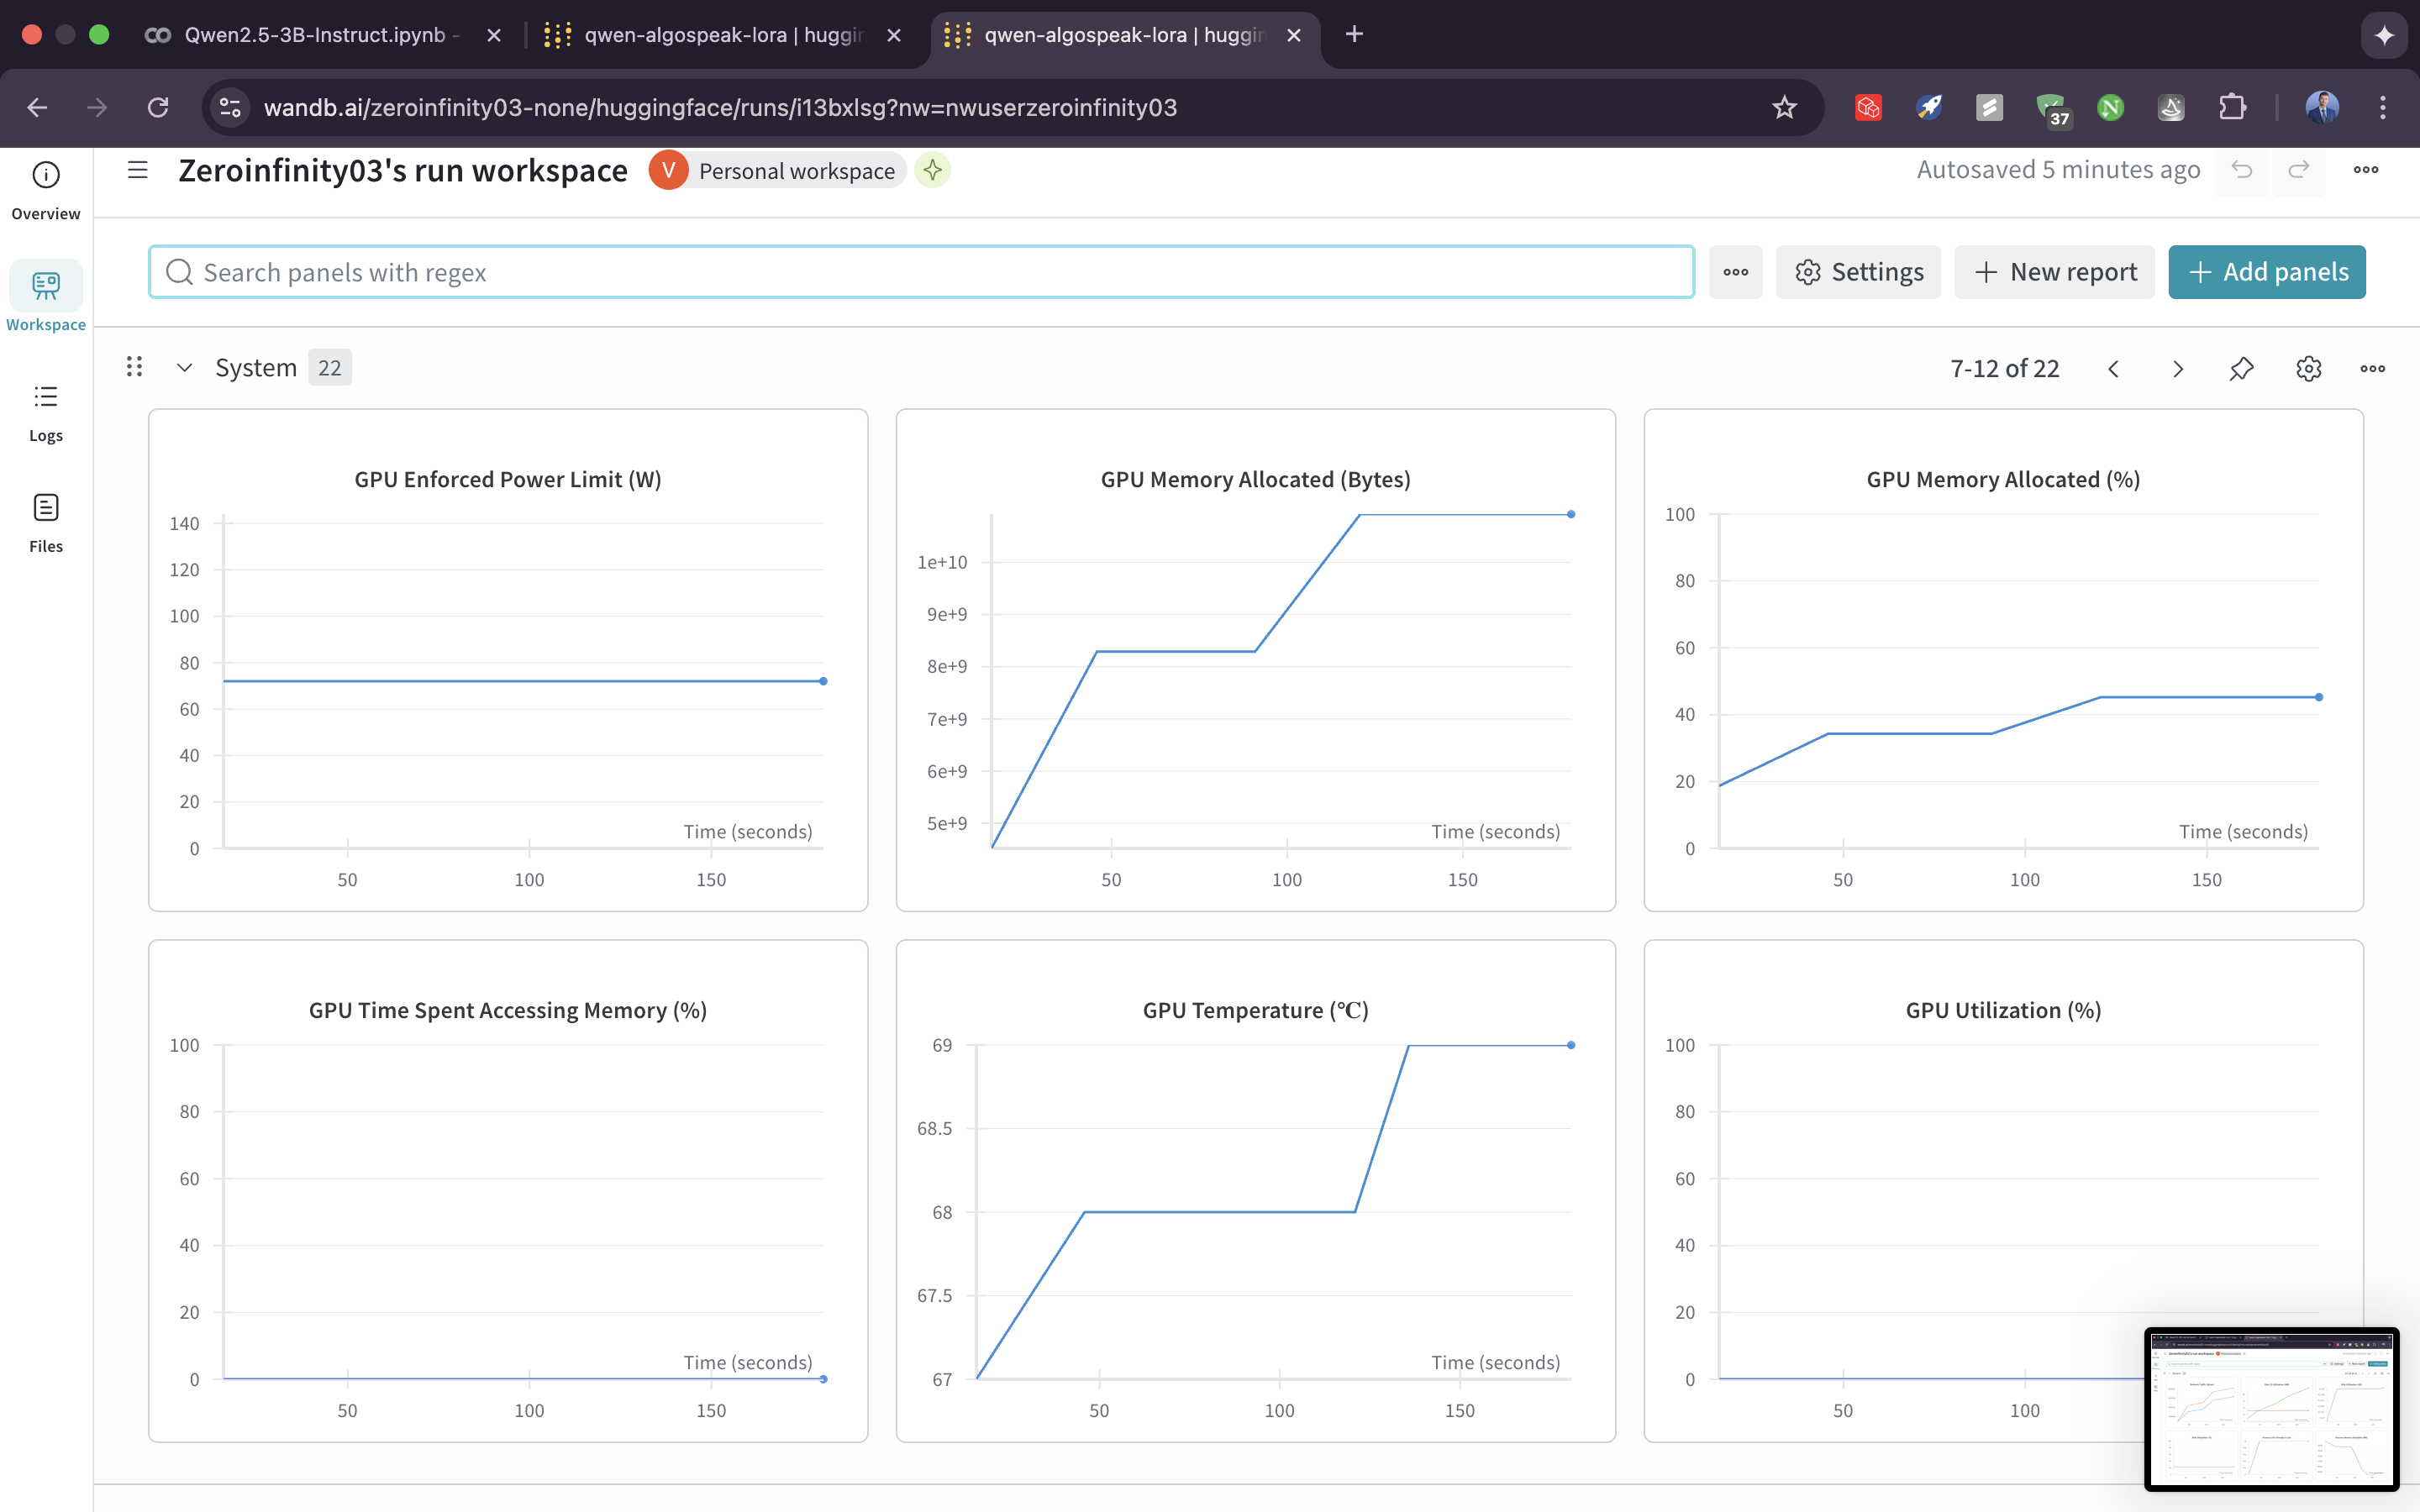 Qwen2.5-3B-Instruct.ipynb -
qwen-algospeak-lora | huggin
qwen-algospeak-lora | huggin
wandb.ai/zeroinfinity03-none/huggingface/runs/i13bxlsg?nw=nwuserzeroinfinity03
37
Overview
Workspace
Logs
Files
Zeroinfinity03's run workspace
V
Personal workspace
Autosaved 5 minutes ago
Search panels with regex
Settings
New report
Add panels
System 22
7-12 of 22
GPU Enforced Power Limit (W)
140
120
100
80
60
40
20
0
Time (seconds)
50 100 150
GPU Memory Allocated (Bytes)
1e+10
9e+9
8e+9
7e+9
6e+9
5e+9
Time (seconds)
50 100 150
GPU Memory Allocated (%)
100
80
60
40
20
0
Time (seconds)
50 100 150
GPU Time Spent Accessing Memory (%)
100
80
60
40
20
0
Time (seconds)
50 100 150
GPU Temperature (℃)
69
68.5
68
67.5
67
Time (seconds)
50 100 150
GPU Utilization (%)
100
80
60
40
20
0
50 100